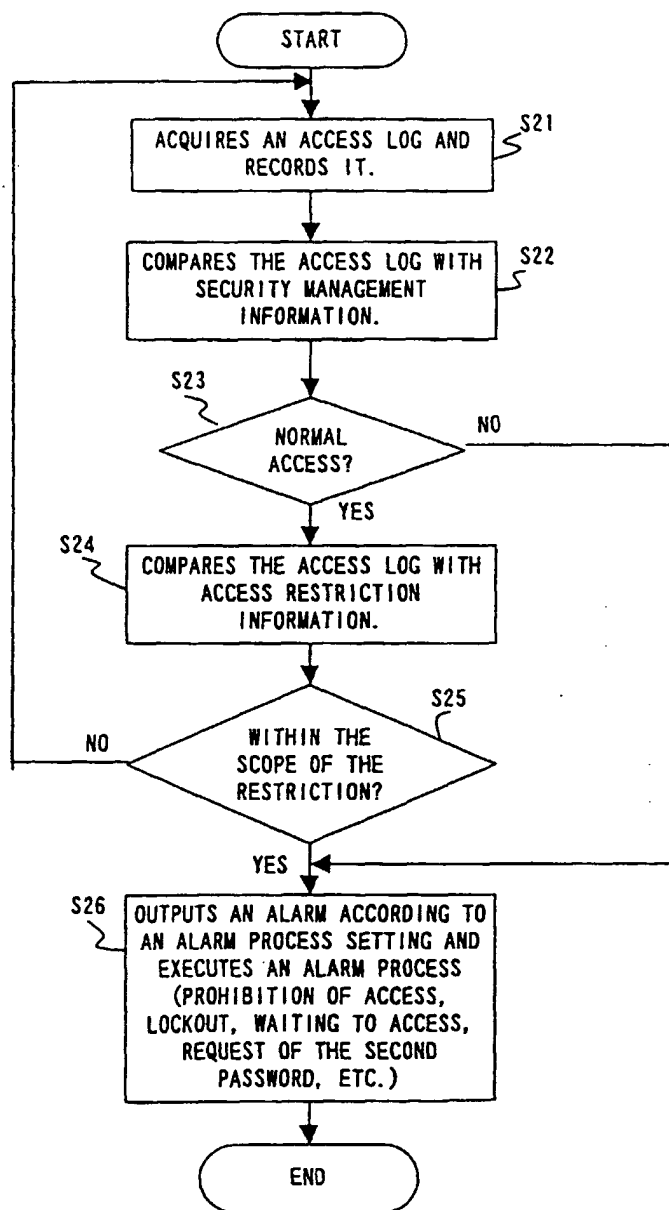 START
S21
ACQUIRES AN ACCESS LOG AND
RECORDS IT.
S22
COMPARES THE ACCESS LOG WITH
SECURITY MANAGEMENT
INFORMATION.
S23
NORMAL
ACCESS?
NO
YES
S24
COMPARES THE ACCESS LOG WITH
ACCESS RESTRICTION
INFORMATION.
S25
NO
WITHIN THE
SCOPE OF THE
RESTRICTION?
YES
S26
OUTPUTS AN ALARM ACCORDING TO
AN ALARM PROCESS SETTING AND
EXECUTES AN ALARM PROCESS
(PROHIBITION OF ACCESS,
LOCKOUT, WAITING TO ACCESS,
REQUEST OF THE SECOND
PASSWORD, ETC.)
END